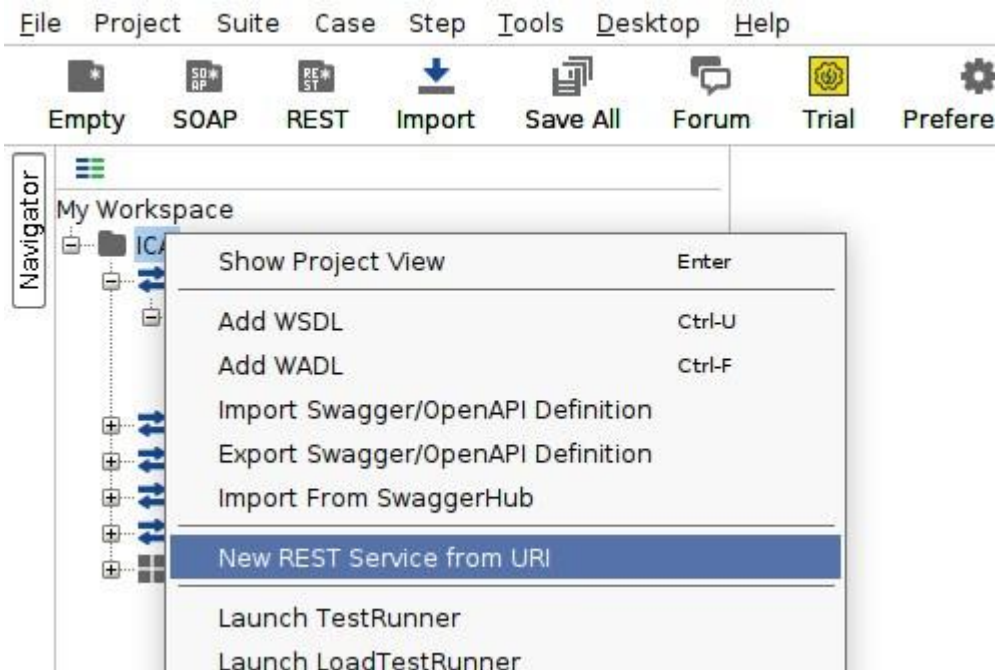 File Project Suite Case Step Tools Desktop Help
Empty SOAP REST Import Save All Forum Trial
Navigator
My Workspace
Show Project View Enter
Add WSDL Ctrl-U
Add WADL Ctrl-F
Import Swagger/OpenAPI Definition
Export Swagger/OpenAPI Definition
Import From SwaggerHub
New REST Service from URI
Launch TestRunner
Launch LoadTestRunner